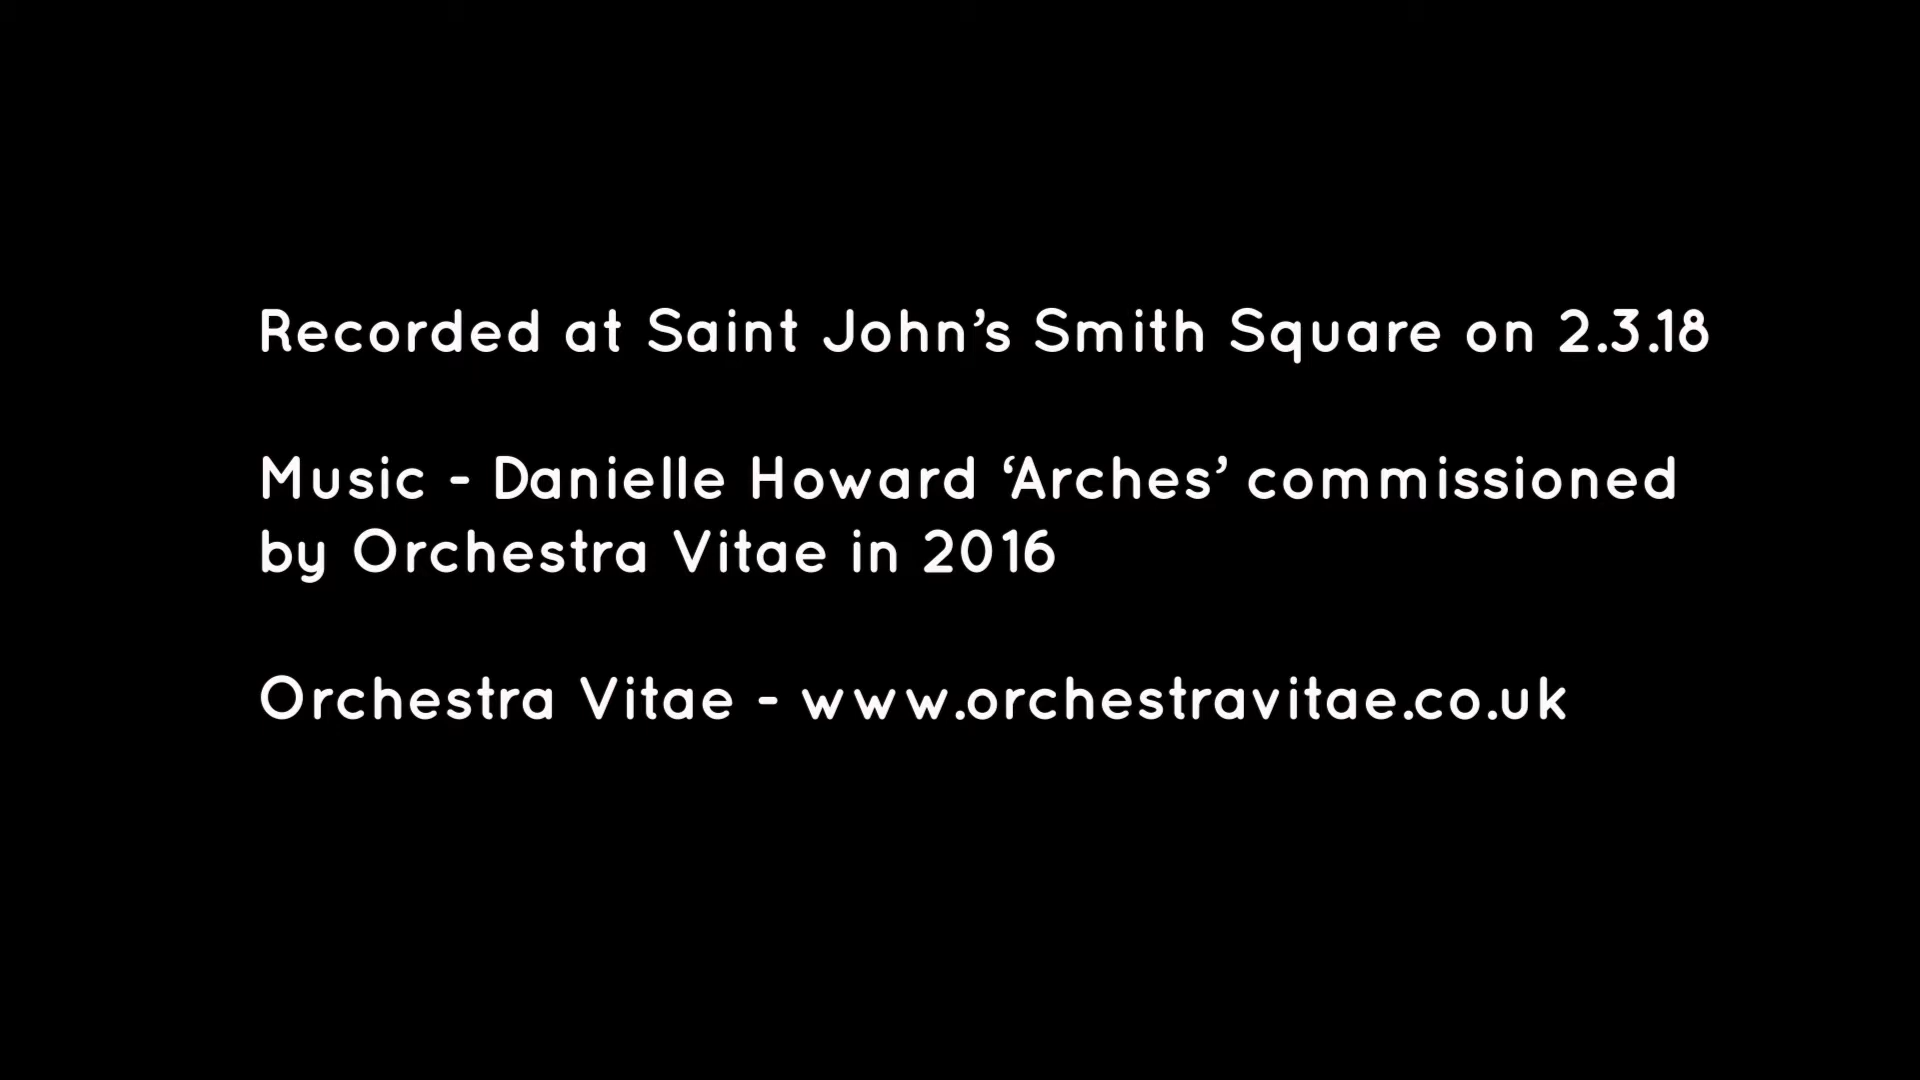 Recorded at Saint John’s Smith Square on 2.3.18
Music - Danielle Howard ‘Arches’ commissioned
by Orchestra Vitae in 2016
Orchestra Vitae - www.orchestravitae.co.uk